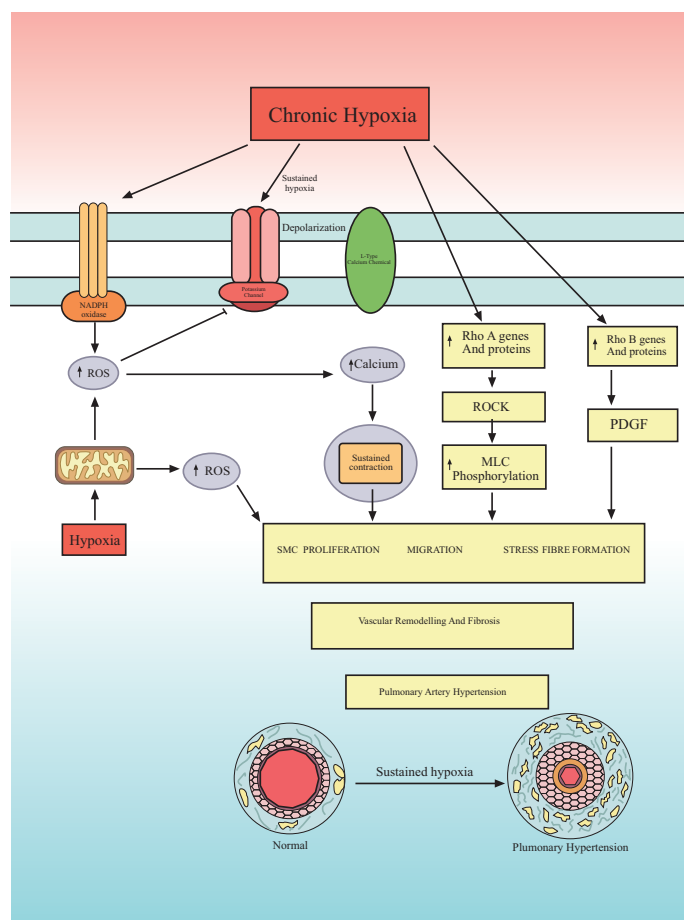 Chronic Hypoxia
Sustained
hypoxia
Depolarization
L-Type
Calcium Chemical
Potassium
Channel
NADPH
oxidase
Rho A genes
And proteins
Rho B genes
And proteins
ROS
Calcium
ROCK
PDGF
Sustained
contraction
MLC
Phosphorylation
ROS
Hypoxia
SMC PROLIFERATION MIGRATION STRESS FIBRE FORMATION
Vascular Remodelling And Fibrosis
Pulmonary Artery Hypertension
Sustained hypoxia
Normal
Plumonary Hypertension